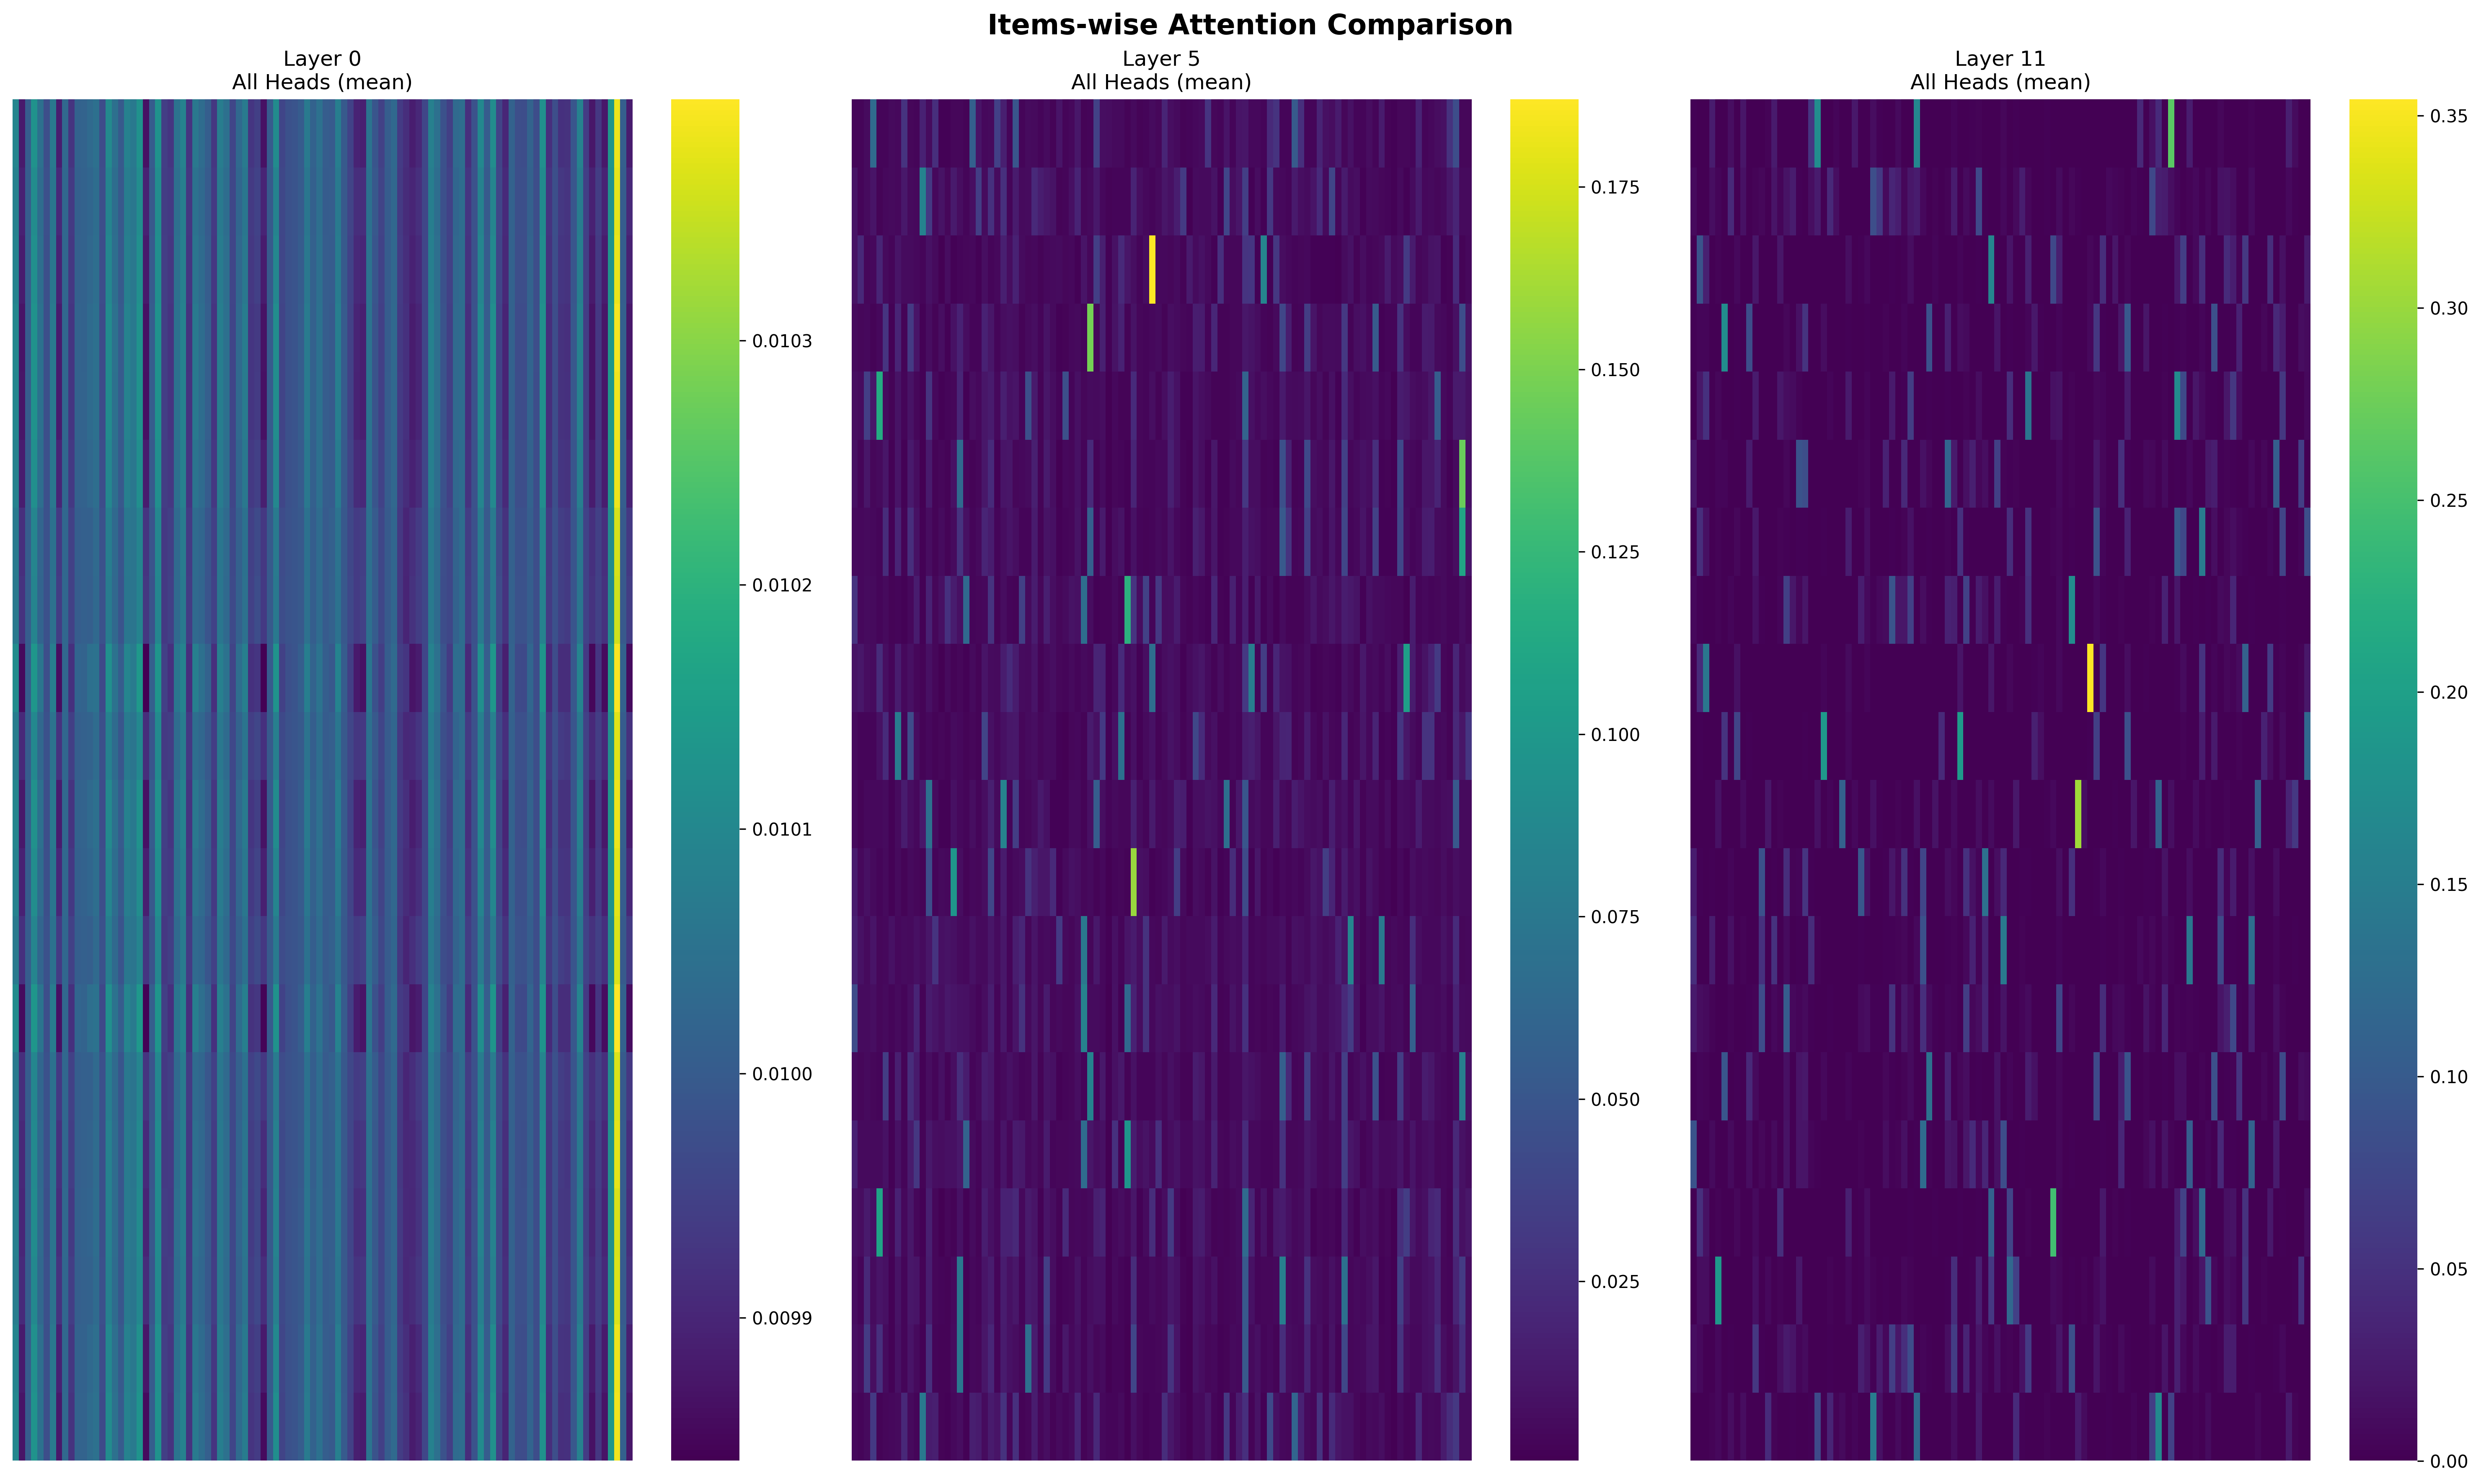 Items-wise Attention Comparison
Layer 0
All Heads (mean)
Layer 5
All Heads (mean)
Layer 11
All Heads (mean)
0.0103
0.0102
0.0101
0.0100
0.0099
0.175
0.150
0.125
0.100
0.075
0.050
0.025
0.35
0.30
0.25
0.20
0.15
0.10
0.05
0.00